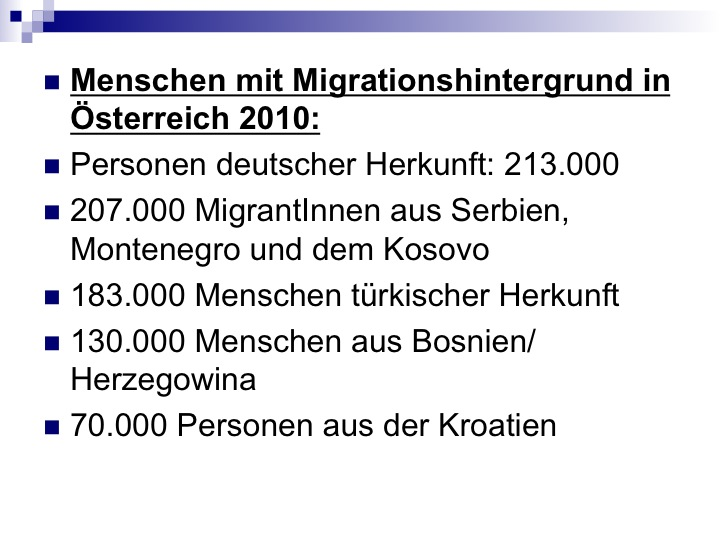 Menschen mit Migrationshintergrund in
Österreich 2010:
Personen deutscher Herkunft: 213.000
207.000 MigrantInnen aus Serbien,
Montenegro und dem Kosovo
183.000 Menschen türkischer Herkunft
130.000 Menschen aus Bosnien/
Herzegowina
70.000 Personen aus der Kroatien